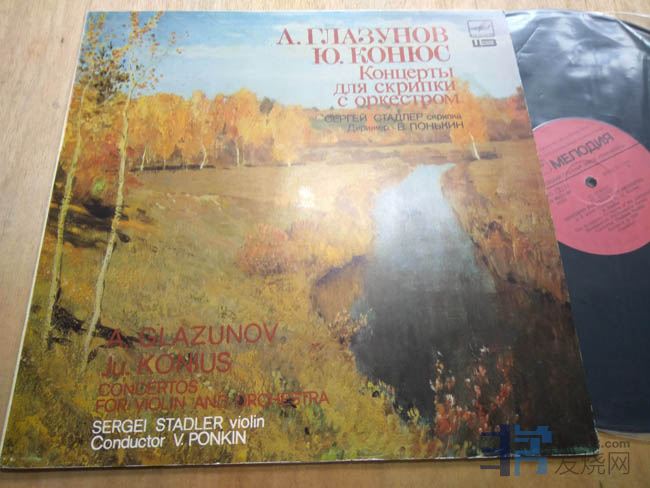 А. ГЛАЗУНОВ
Ю. КОНЮС
Концерты
для скрипки
с оркестром
СЕРГЕЙ СТАДЛЕР скрипка
Дирижер В. ПОНЬКИН
A. GLAZUNOV
Ju. KONIUS
CONCERTOS
FOR VIOLIN AND ORCHESTRA
SERGEI STADLER violin
Conductor V. PONKIN
МЕЛОДИЯ
发烧网